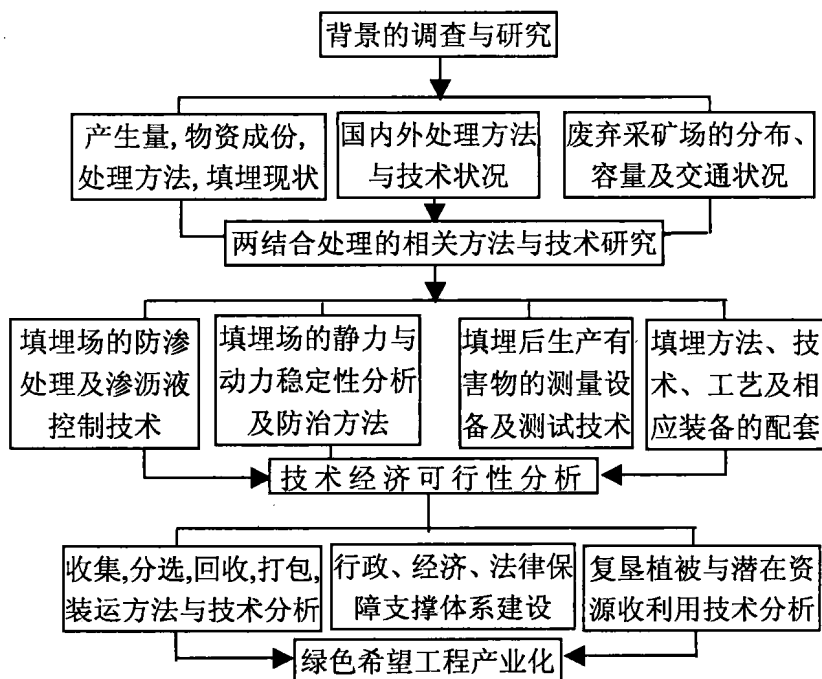 背景的调查与研究
产生量,物资成份,
处理方法,填埋现状
国内外处理方法
与技术状况
废弃采矿场的分布、
容量及交通状况
两结合处理的相关方法与技术研究
填埋场的防渗
处理及渗沥液
控制技术
填埋场的静力与
动力稳定性分析
及防治方法
填埋后生产有
害物的测量设
备及测试技术
填埋方法、技
术、工艺及相
应装备的配套
技术经济可行性分析
收集,分选,回收,打包,
装运方法与技术分析
行政、经济、法律保
障支撑体系建设
复垦植被与潜在资
源收利用技术分析
绿色希望工程产业化